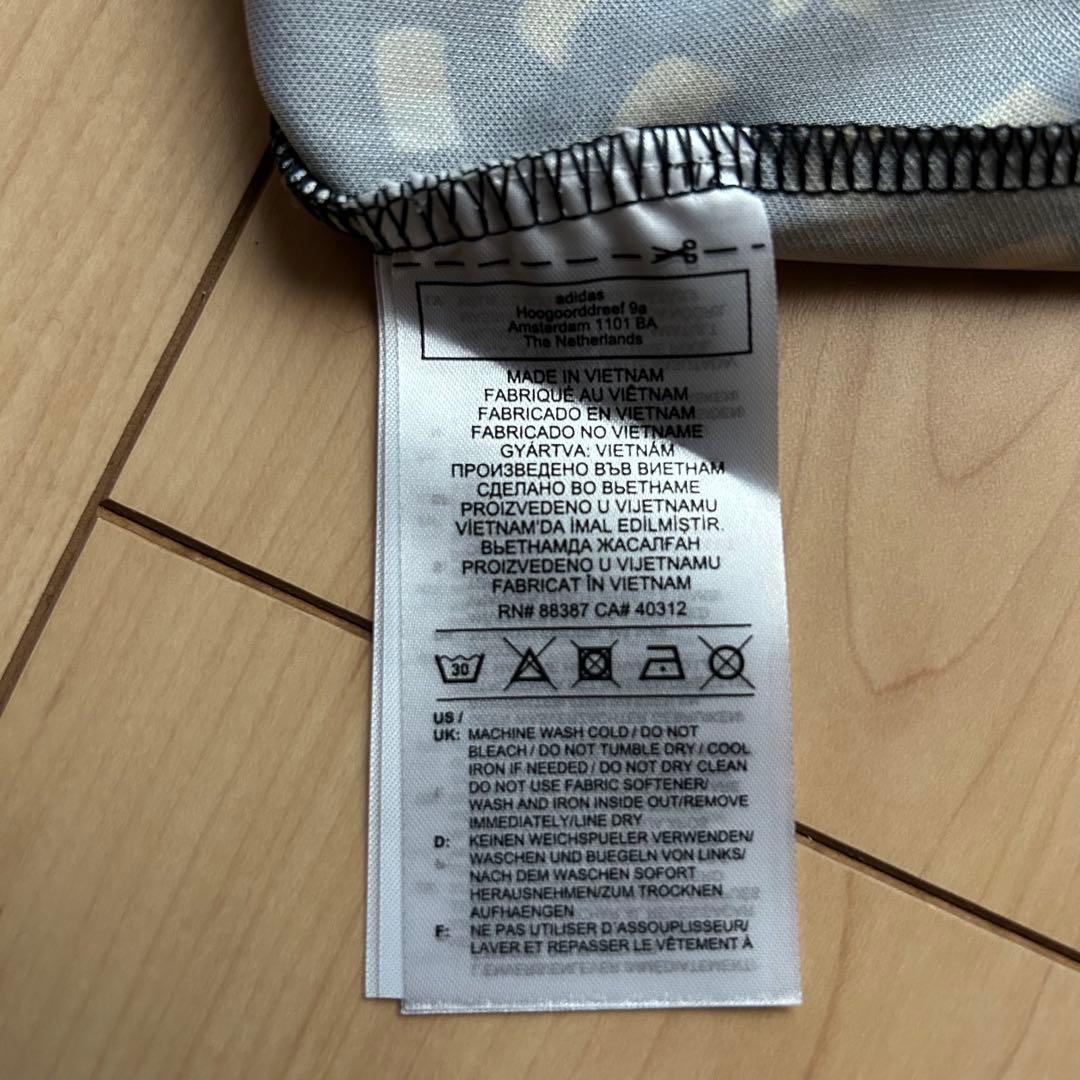 adidas
Hoogoorddreef 9a
Amsterdam 1101 BA
The Netherlands
MADE IN VIETNAM
FABRIQUÉ AU VIÊTNAM
FABRICADO EN VIETNAM
FABRICADO NO VIETNAME
GYÁRTVA: VIETNÁM
ПРОИЗВЕДЕНО ВЪВ ВИЕТНАМ
СДЕЛАНО ВО ВЬЕТНАМЕ
PROIZVEDENO U VIJETNAMU
VİETNAM'DA İMAL EDİLMİŞTİR.
ВЬЕТНАМДА ЖАСАЛҒАН
PROIZVEDENO U VIJETNAMU
FABRICAT ÎN VIETNAM
RN# 88387 CA# 40312
30
US /
UK: MACHINE WASH COLD / DO NOT
BLEACH / DO NOT TUMBLE DRY / COOL
IRON IF NEEDED / DO NOT DRY CLEAN
DO NOT USE FABRIC SOFTENER/
WASH AND IRON INSIDE OUT/REMOVE
IMMEDIATELY/LINE DRY
D: KEINEN WEICHSPUELER VERWENDEN/
WASCHEN UND BUEGELN VON LINKS/
NACH DEM WASCHEN SOFORT
HERAUSNEHMEN/ZUM TROCKNEN
AUFHAENGEN
F: NE PAS UTILISER D'ASSOUPLISSEUR/
LAVER ET REPASSER LE VÊTEMENT À